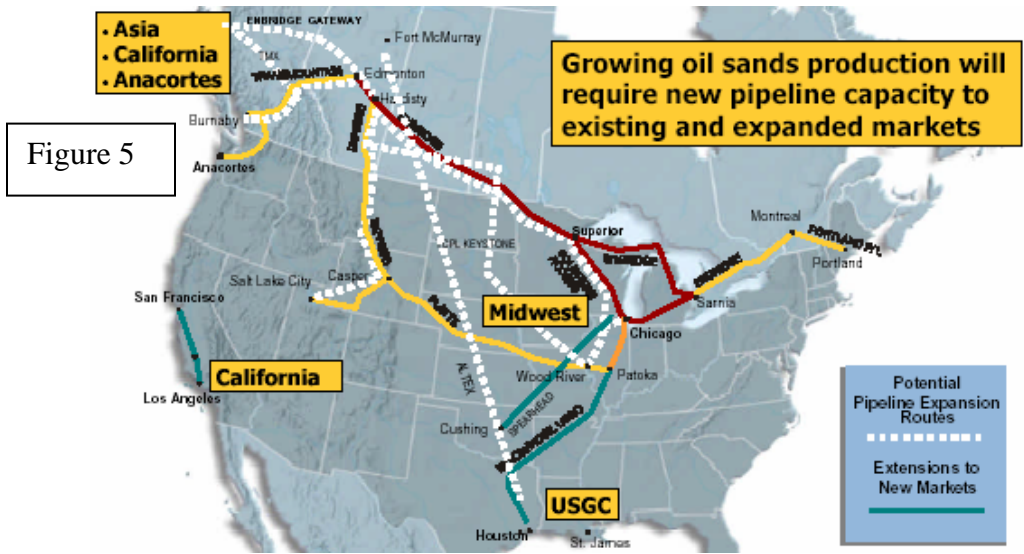 • Asia
• California
• Anacortes
ENBRIDGE GATEWAY
Fort McMurray
Growing oil sands production will
require new pipeline capacity to
existing and expanded markets
TMX
Edmonton
Burnaby
Figure 5
Anacortes
CPL KEYSTONE
Superior
Montreal
Portland
Salt Lake City
Casper
San Francisco
Sarnia
Midwest
Chicago
California
Wood River
Patoka
ALTEX
Los Angeles
Cushing
SPEARHEAD
USGC
Houston
St. James
Potential
Pipeline Expansion
Routes
Extensions to
New Markets